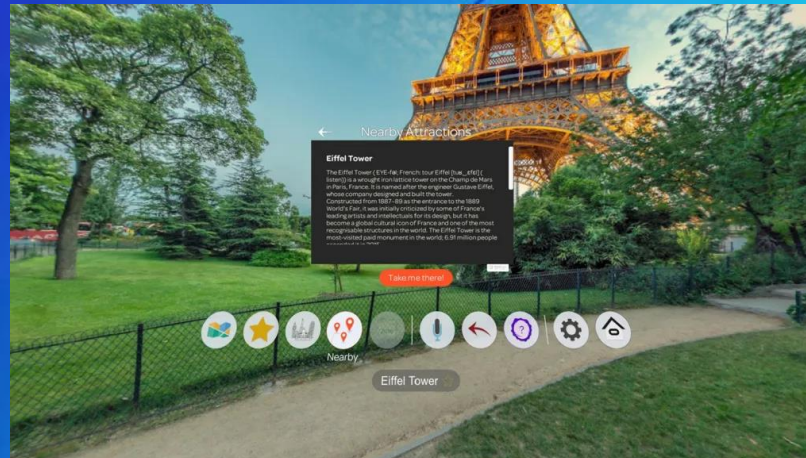 Nearby Attractions
Eiffel Tower
The Eiffel Tower ( EYE-fəl; French: tour Eiffel
listen)) is a wrought iron lattice tower on the Champ de Mars
in Paris, France. It is named after the engineer Gustave Eiffel,
whose company designed and built the tower.
Constructed from 1887-89 as the entrance to the 1889
World's Fair, it was initially criticized by some of France's
leading artists and intellectuals for its design, but it has
become a global cultural icon of France and one of the most
recognisable structures in the world. The Eiffel Tower is the
most-visited paid monument in the world; 6.91 million people
Take me there!
?
Nearby
Eiffel Tower